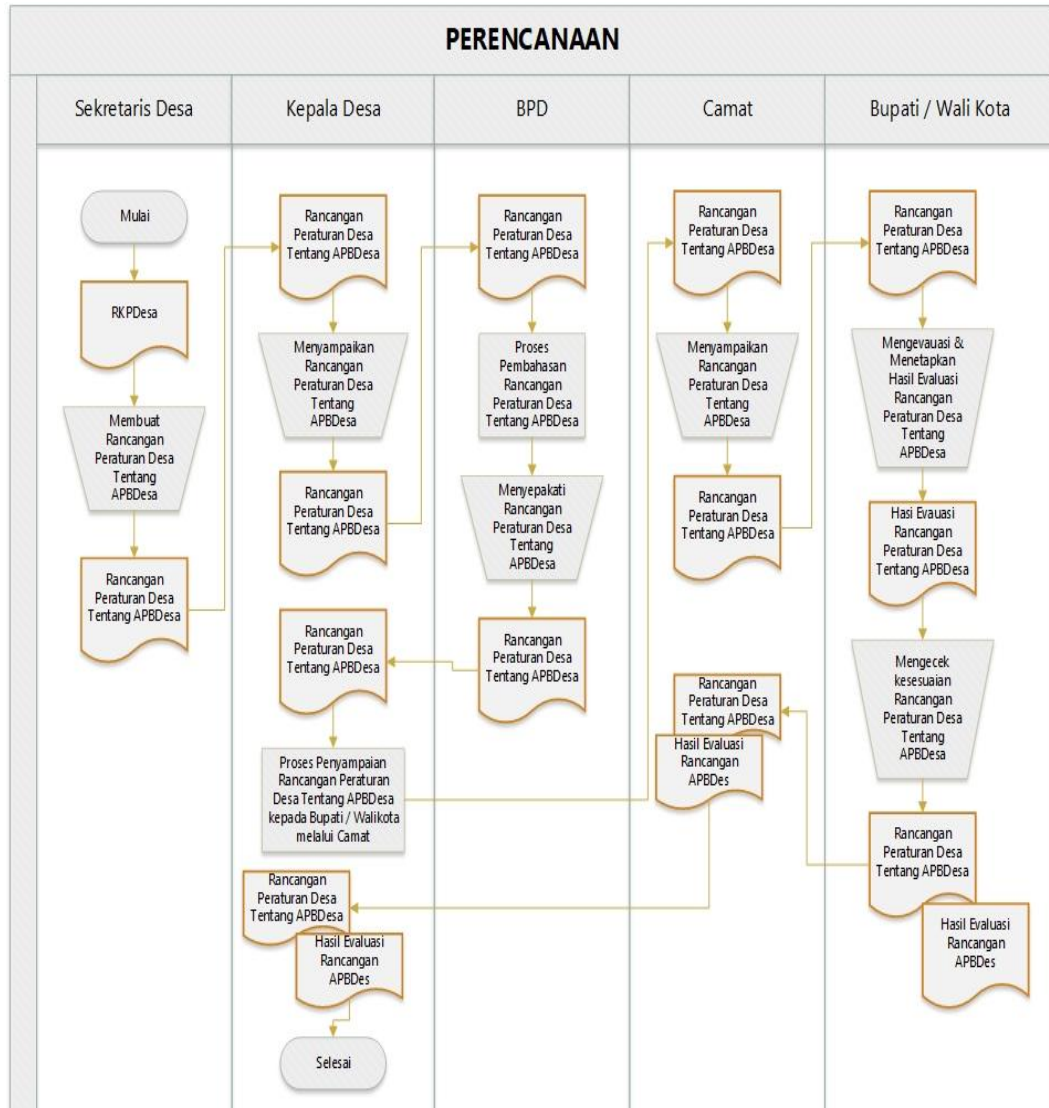 PERENCANAAN
Sekretaris Desa
Kepala Desa
BPD
Camat
Bupati / Wali Kota
Mulai
RKPDesa
Membuat
Rancangan
Peraturan Desa
Tentang
APBDesa
Rancangan
Peraturan Desa
Tentang APBDesa
Rancangan
Peraturan Desa
Tentang APBDesa
Menyampaikan
Rancangan
Peraturan Desa
Tentang
APBDesa
Rancangan
Peraturan Desa
Tentang APBDesa
Rancangan
Peraturan Desa
Tentang APBDesa
Proses
Pembahasan
Rancangan
Peraturan Desa
Tentang APBDesa
Menyepakati
Rancangan
Peraturan Desa
Tentang
APBDesa
Rancangan
Peraturan Desa
Tentang APBDesa
Rancangan
Peraturan Desa
Tentang APBDesa
Proses Penyampaian
Rancangan Peraturan
Desa Tentang APBDesa
kepada Bupati / Walikota
melalui Camat
Rancangan
Peraturan Desa
Tentang APBDesa
Menyampaikan
Rancangan
Peraturan Desa
Tentang
APBDesa
Rancangan
Peraturan Desa
Tentang APBDesa
Rancangan
Peraturan Desa
Tentang APBDesa
Mengevauasi &
Menetapkan
Hasil Evaluasi
Rancangan
Peraturan Desa
Tentang
APBDesa
Hasi Evauasi
Rancangan
Peraturan Desa
Tentang APBDesa
Mengecek
kesesuaian
Rancangan
Peraturan Desa
Tentang
APBDesa
Rancangan
Peraturan Desa
Tentang APBDesa
Hasil Evaluasi
Rancangan
APBDes
Rancangan
Peraturan Desa
Tentang APBDesa
Hasil Evaluasi
Rancangan
APBDes
Rancangan
Peraturan Desa
Tentang APBDesa
Hasil Evaluasi
Rancangan
APBDes
Selesai